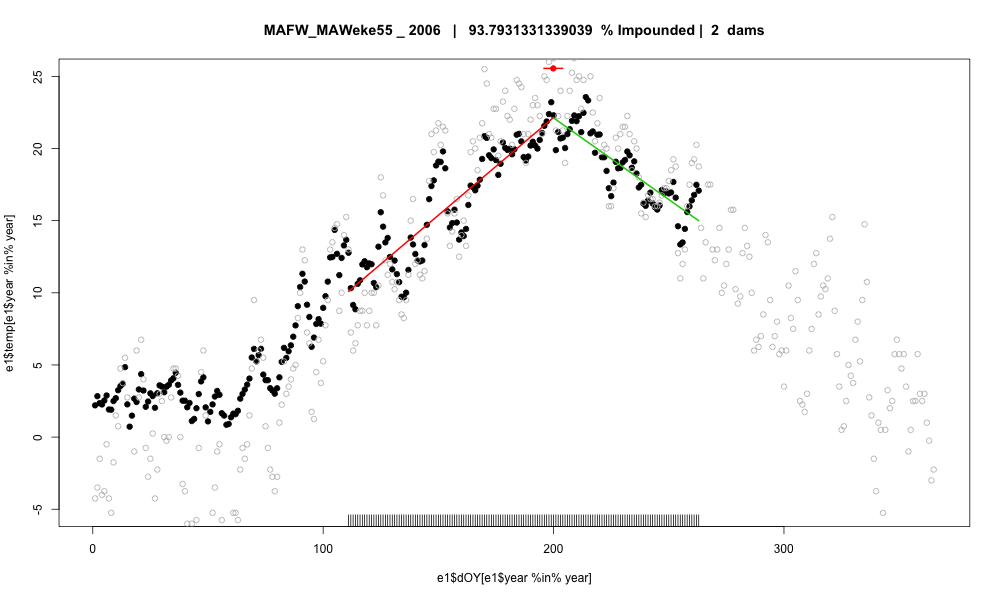 MAFW_MAWeke55 _ 2006 | 93.7931331339039 % Impounded | 2 dams
25
20
15
10
5
0
-5
e1$temp[e1$year %in% year]
0 100 200 300
e1$dOY[e1$year %in% year]